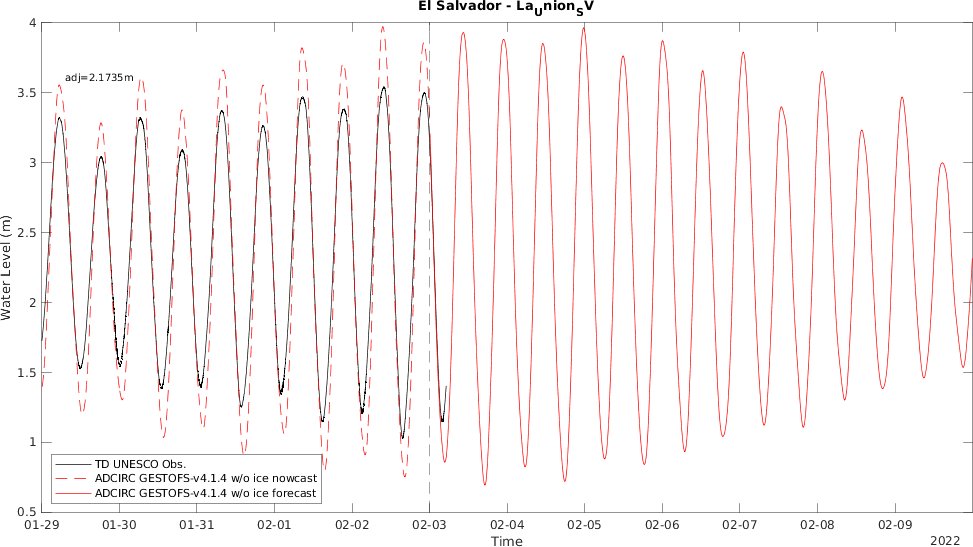 El Salvador - LaUnionSV
adj=2.1735m
4
3.5
3
2.5
2
1.5
1
0.5
Water Level (m)
TD UNESCO Obs.
ADCIRC GESTOFS-v4.1.4 w/o ice nowcast
ADCIRC GESTOFS-v4.1.4 w/o ice forecast
01-29 01-30 01-31 02-01 02-02 02-03 02-04 02-05 02-06 02-07 02-08 02-09
Time
2022